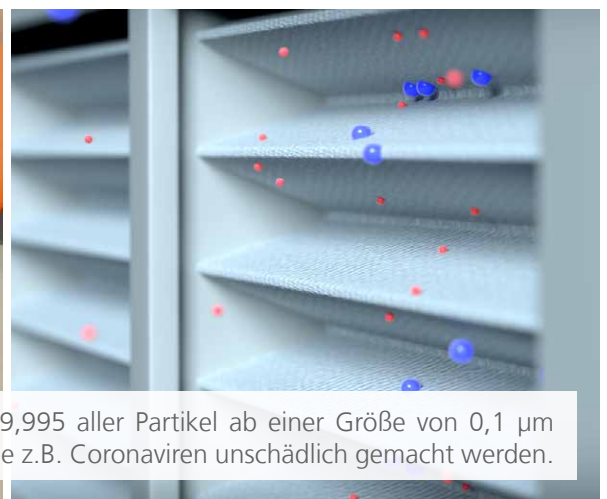 9,995 aller Partikel ab einer Größe von 0,1 µm
e z.B. Coronaviren unschädlich gemacht werden.